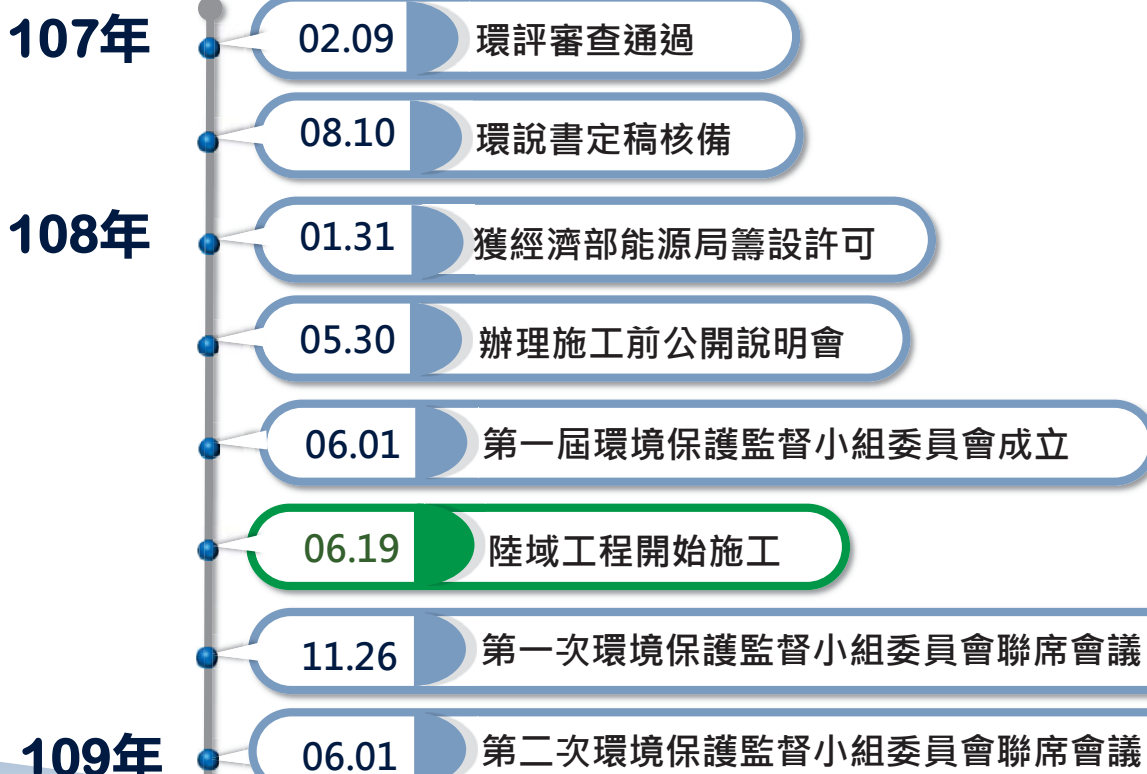 107年
02.09 環評審查通過
08.10 環說書定稿核備
108年
01.31 獲經濟部能源局籌設許可
05.30 辦理施工前公開說明會
06.01 第一屆環境保護監督小組委員會成立
06.19 陸域工程開始施工
11.26 第一次環境保護監督小組委員會聯席會議
109年
06.01 第二次環境保護監督小組委員會聯席會議